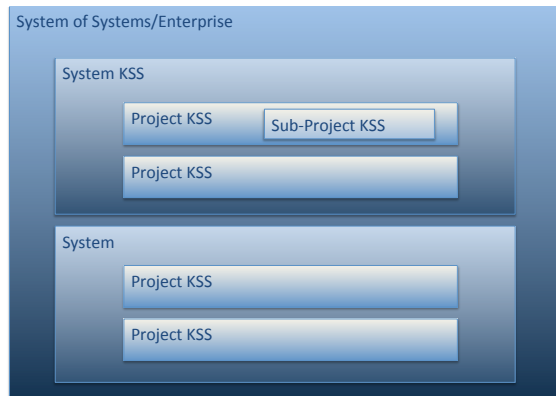 System of Systems/Enterprise
System KSS
Project KSS
Sub-Project KSS
Project KSS
System
Project KSS
Project KSS